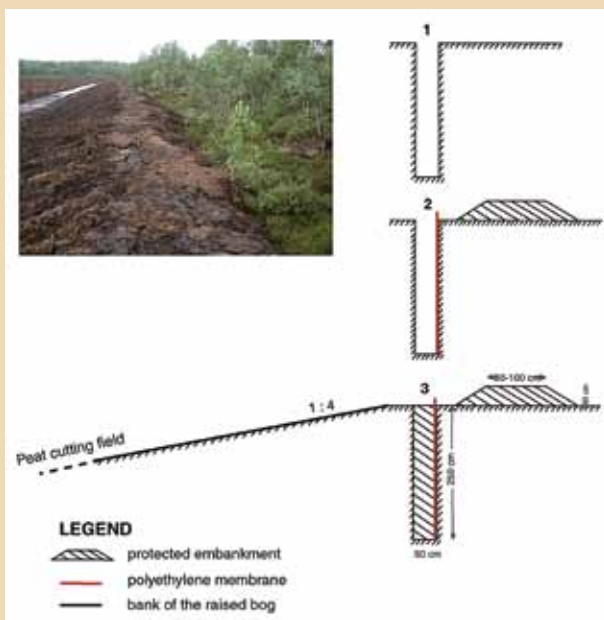 1
2
3
60-100 cm
1 : 4
Peat cutting field
250 cm
50 cm
LEGEND
protected embankment
polyethylene membrane
bank of the raised bog